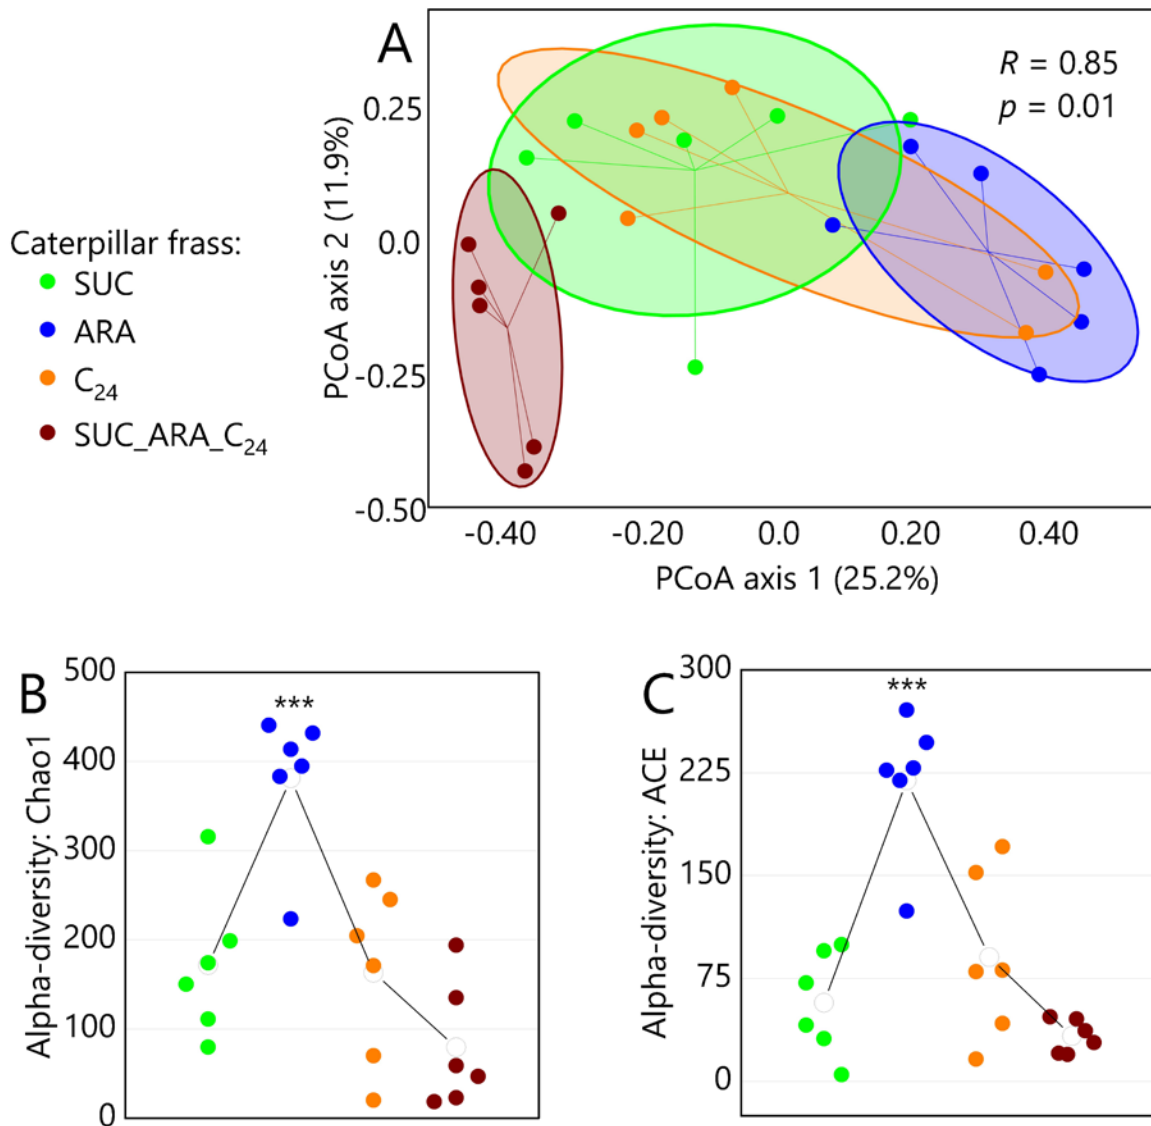 A
R = 0.85
p = 0.01
PCoA axis 2 (11.9%)
0.25
0.0
-0.25
-0.50
-0.40
-0.20
0.0
0.20
0.40
PCoA axis 1 (25.2%)
Caterpillar frass:
SUC
ARA
C₂₄
SUC_ARA_C₂₄
B
Alpha-diversity: Chao1
500
400
300
200
100
0
***
C
Alpha-diversity: ACE
300
225
150
75
0
***